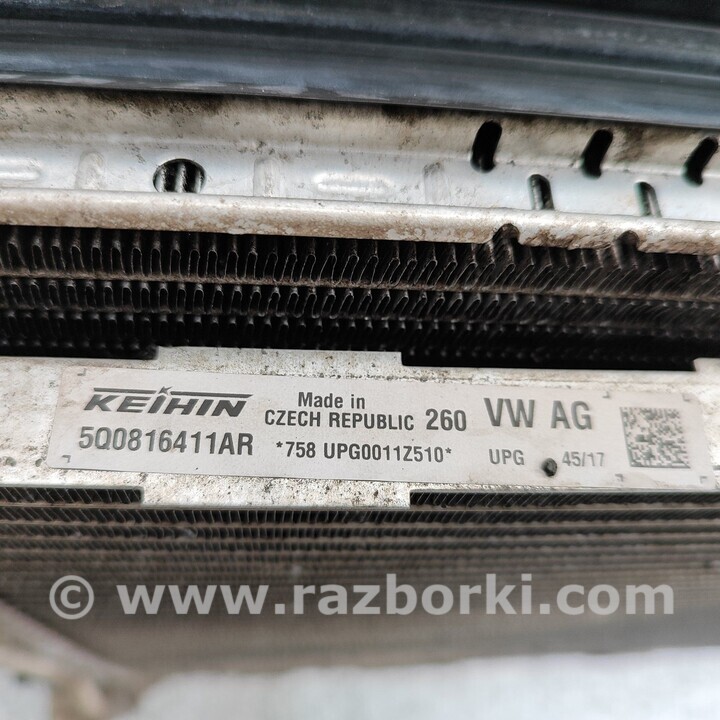 KEIHIN
Made in
CZECH REPUBLIC 260 VW AG
5Q0816411AR *758 UPG0011Z510* UPG 45/17
© www.razborki.com